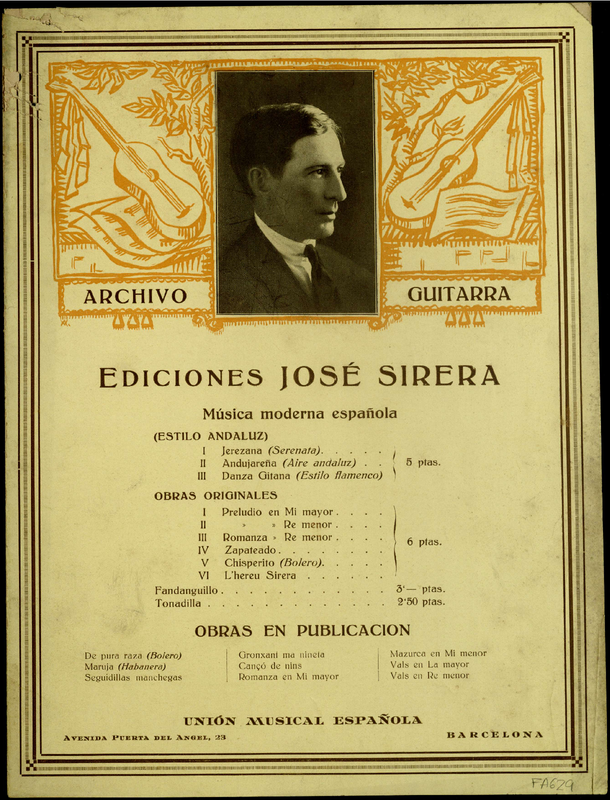 ARCHIVO
GUITARRA
EDICIONES JOSÉ SIRERA
Música moderna española
(ESTILO ANDALUZ)
I Jerezana (Serenata). . . . . .
II Andujareña (Aire andaluz) . . 5 ptas.
III Danza Gitana (Estilo flamenco)
OBRAS ORIGINALES
I Preludio en Mi mayor . . . .
II » » Re menor . . . .
III Romanza » Re menor . . . .
IV Zapateado . . . . . . . . 6 ptas.
V Chisperito (Bolero). . . . .
VI L'hereu Sirera . . . . . .
Fandanguillo . . . . . . . . . . . . . 3'— ptas.
Tonadilla . . . . . . . . . . . . . . 2'50 ptas.
OBRAS EN PUBLICACION
De pura raza (Bolero)
Maruja (Habanera)
Seguidillas manchegas
Gronxant ma nineta
Cançó de nins
Romanza en Mi mayor
Mazurca en Mi menor
Vals en La mayor
Vals en Re menor
UNIÓN MUSICAL ESPAÑOLA
AVENIDA PUERTA DEL ANGEL, 23
BARCELONA
FA629